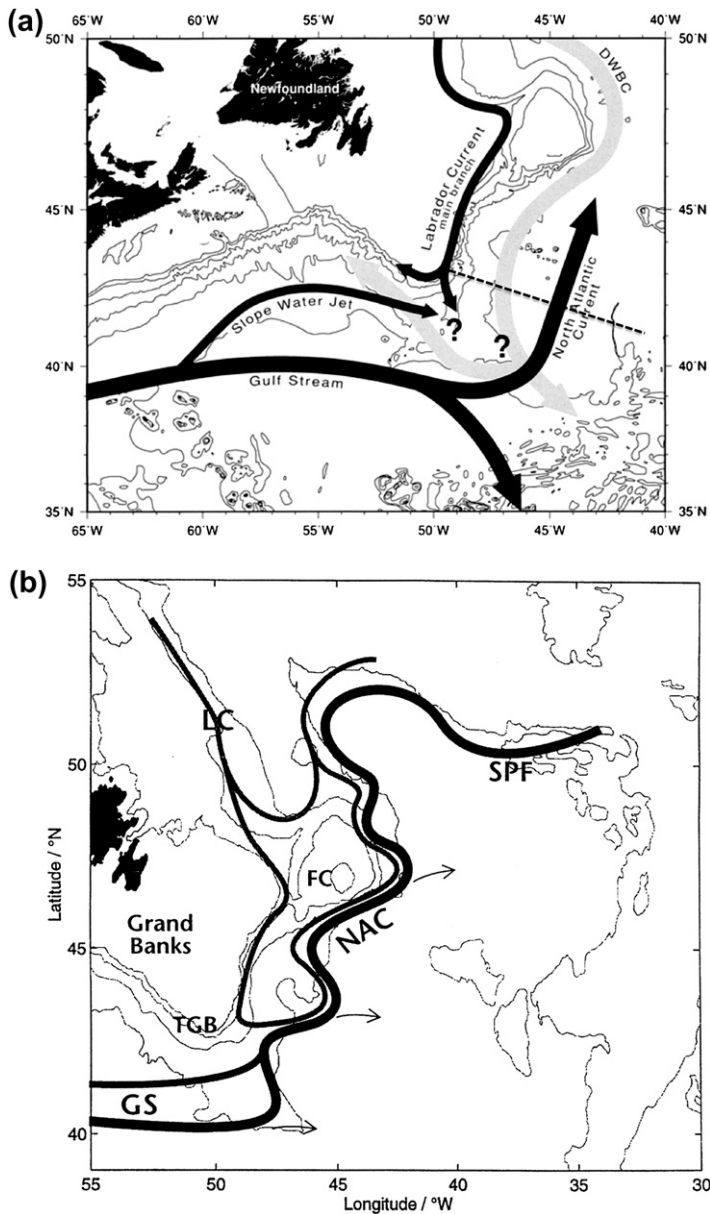 (a)
65°W 60°W 55°W 50°W 45°W 40°W
50°N 50°N
Newfoundland
DWBC
Labrador Current
main branch
45°N 45°N
Slope Water Jet
?
?
North Atlantic
Current
40°N 40°N
Gulf Stream
35°N 35°N
65°W 60°W 55°W 50°W 45°W 40°W
(b)
55
LC
50
SPF
Latitude / °N
FC
Grand
Banks
NAC
45
TGB
GS
40
55 50 45 40 35 30
Longitude / °W